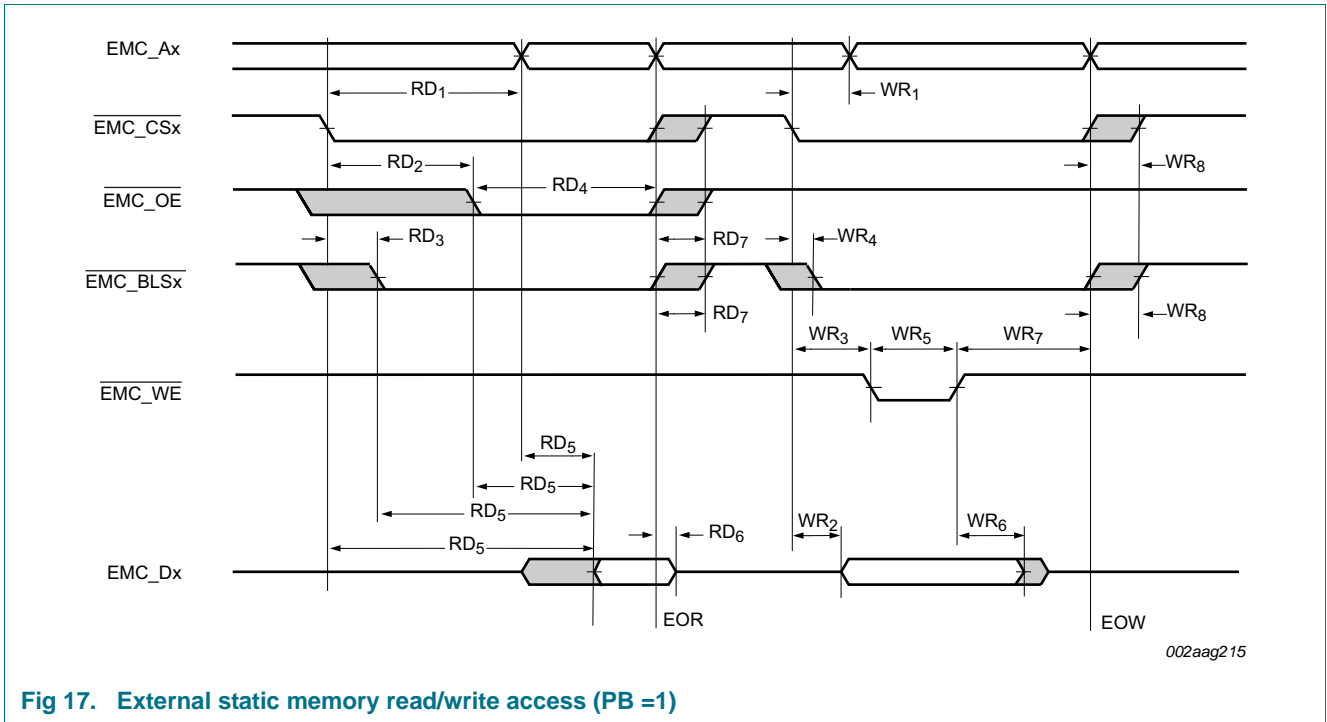 EMC_Ax
RD1
WR1
EMC_CSx
RD2
WR8
RD4
EMC_OE
RD3
RD7
WR4
EMC_BLSx
RD7
WR8
WR3
WR5
WR7
EMC_WE
RD5
RD5
RD5
WR2
WR6
RD6
RD5
EMC_Dx
EOR
EOW
002aag215
Fig 17. External static memory read/write access (PB =1)